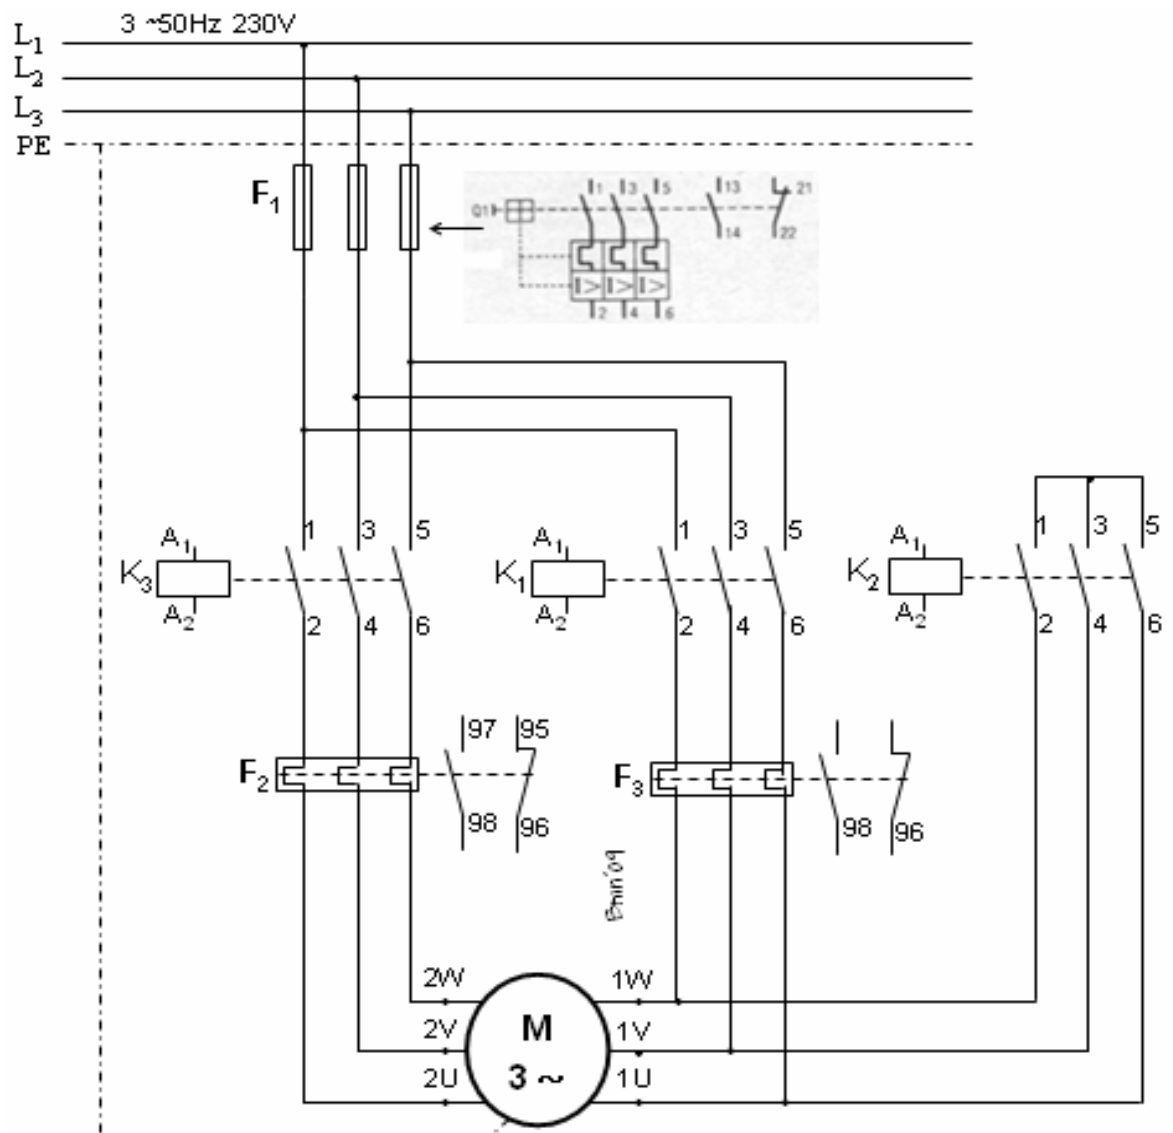 3 ~50Hz 230V
L1
L2
L3
PE
F1
Q1
1 3 5 13 21
14 22
I> I> I>
2 4 6
1 3 5
K3 A1 A2
2 4 6
1 3 5
K1 A1 A2
2 4 6
1 3 5
K2 A1 A2
2 4 6
97 95
F2
98 96
F3
98 96
2W 1W
2V M 1V
2U 3 ~ 1U